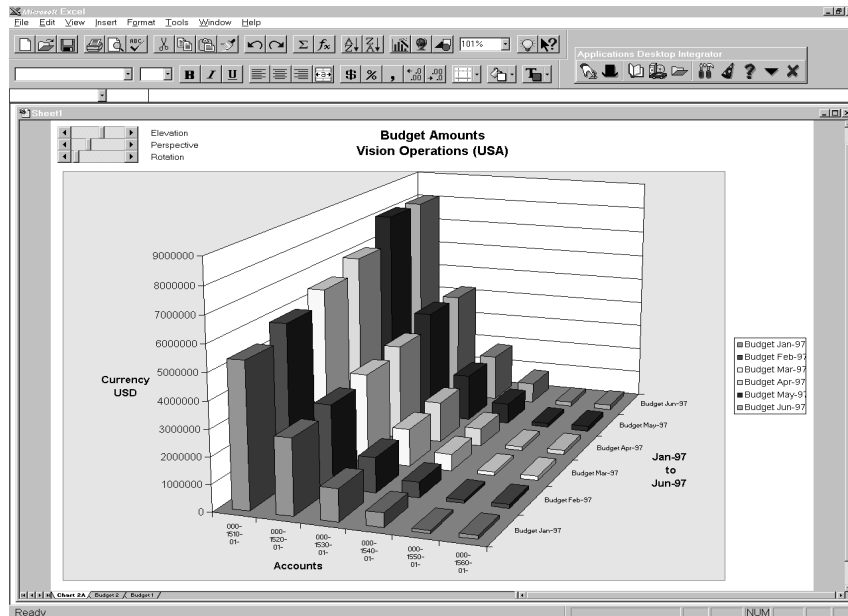 Microsoft Excel
File Edit View Insert Format Tools Window Help
ABC
101%
Applications Desktop Integrator
B I U
$ % ,
Sheet1
Elevation
Perspective
Rotation
Budget Amounts
Vision Operations (USA)
9000000
8000000
7000000
6000000
5000000
4000000
3000000
2000000
1000000
0
Currency
USD
Budget Jan-97
Budget Feb-97
Budget Mar-97
Budget Apr-97
Budget May-97
Budget Jun-97
Budget Jun-97
Budget May-97
Budget Apr-97
Budget Mar-97
Budget Feb-97
Budget Jan-97
Jan-97
to
Jun-97
000-
1510-
01-
000-
1520-
01-
000-
1530-
01-
000-
1540-
01-
000-
1550-
01-
000-
1560-
01-
Accounts
Chart 2A / Budget 2 / Budget 1
Ready
NUM